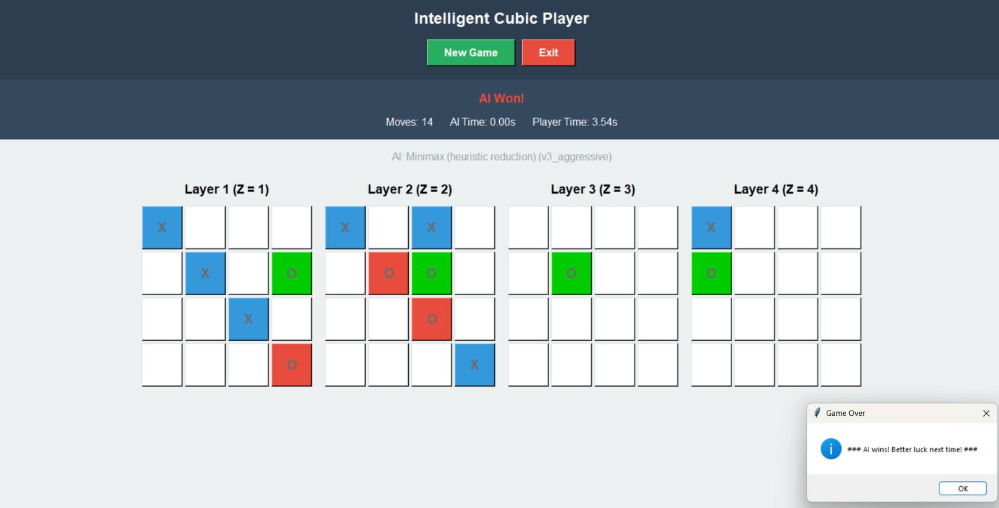 Intelligent Cubic Player
New Game Exit
AI Won!
Moves: 14 AI Time: 0.00s Player Time: 3.54s
AI: Minimax (heuristic reduction) (v3_aggressive)
Layer 1 (Z = 1) Layer 2 (Z = 2) Layer 3 (Z = 3) Layer 4 (Z = 4)
X X X X
X O O O O O
X O
O X
Game Over
### AI wins! Better luck next time! ###
OK